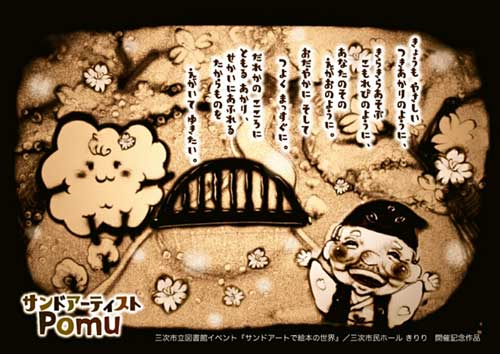 きょうも やさしい
つきあかりのように、
きらきらあそぶ
こもれびのように、
あなたのその
えがおのように。
おだやかに そして
つよく まっすぐに。
だれかの こころに
ともる あかり、
せかいにあふれる
たからものを
えがいて ゆきたい。
サンドアーティスト
Pomu
三次市立図書館イベント『サンドアートで絵本の世界』／三次市民ホール きりり 開催記念作品